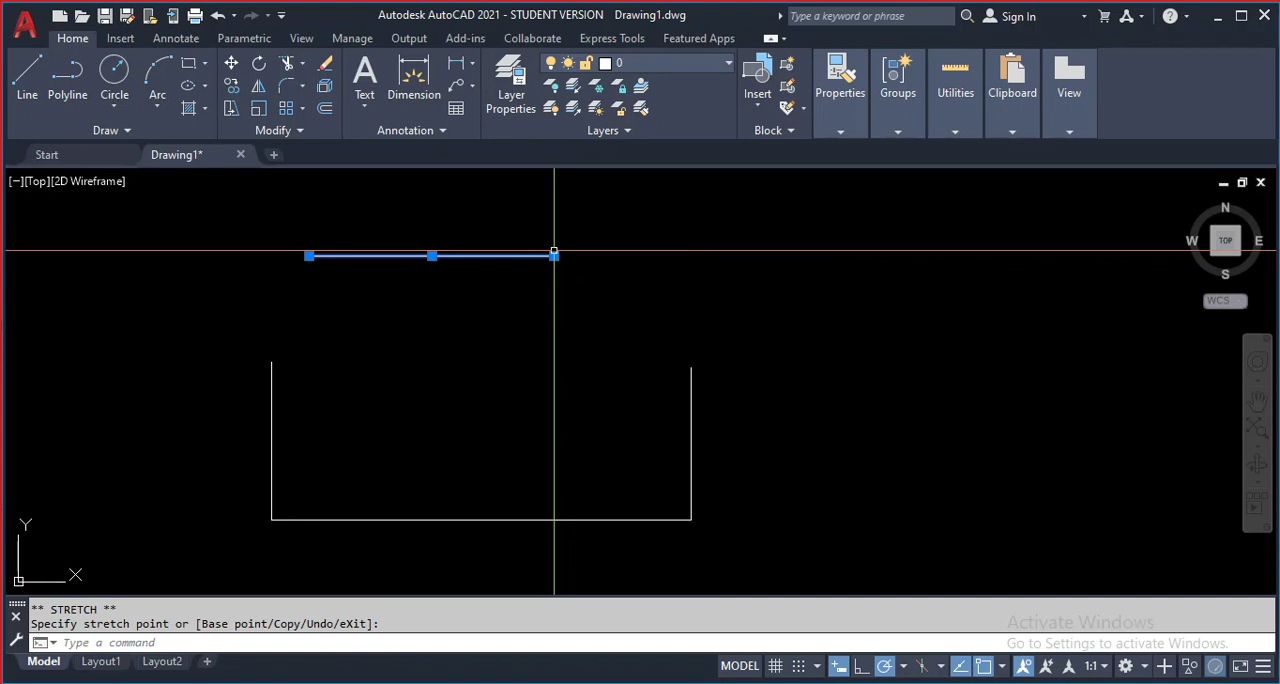 Autodesk AutoCAD 2021 - STUDENT VERSION Drawing1.dwg
Type a keyword or phrase
Sign In
Home Insert Annotate Parametric View Manage Output Add-ins Collaborate Express Tools Featured Apps
Line Polyline Circle Arc
Text Dimension
Layer Properties
0
Insert
Properties Groups Utilities Clipboard View
Draw Modify Annotation Layers Block
Start Drawing1*
[−][Top][2D Wireframe]
N
W TOP E
S
WCS
Y
X
** STRETCH **
Specify stretch point or [Base point/Copy/Undo/eXit]:
Type a command
Activate Windows
Go to Settings to activate Windows.
Model Layout1 Layout2
MODEL 1:1